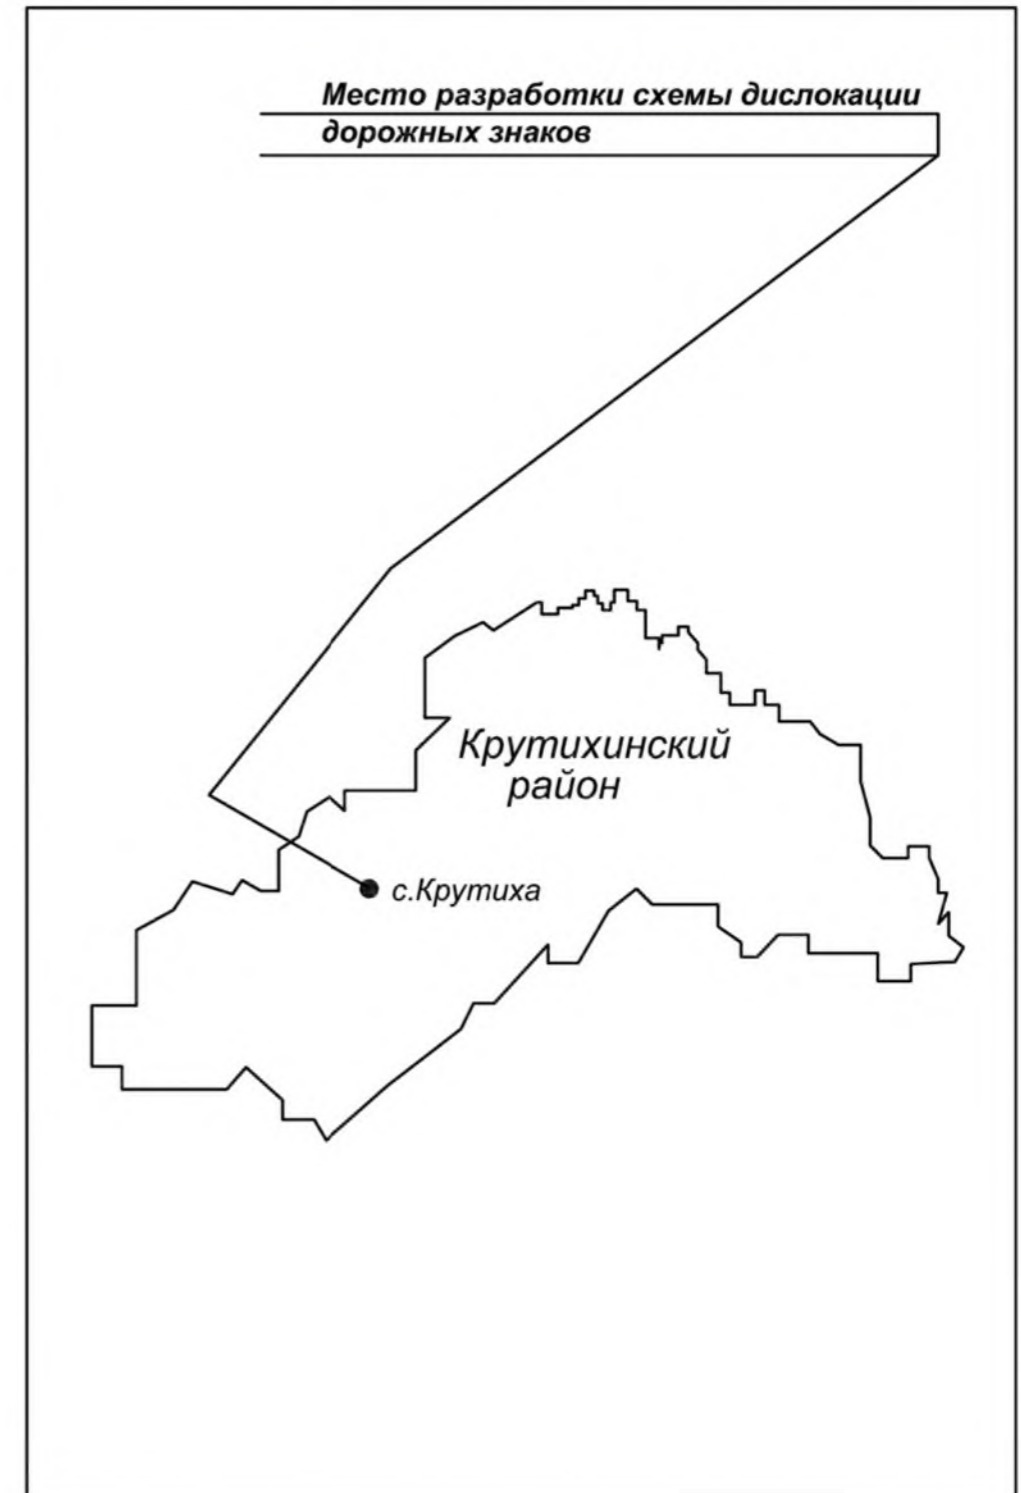 Место разработки схемы дислокации
дорожных знаков
Крутихинский
район
с.Крутиха